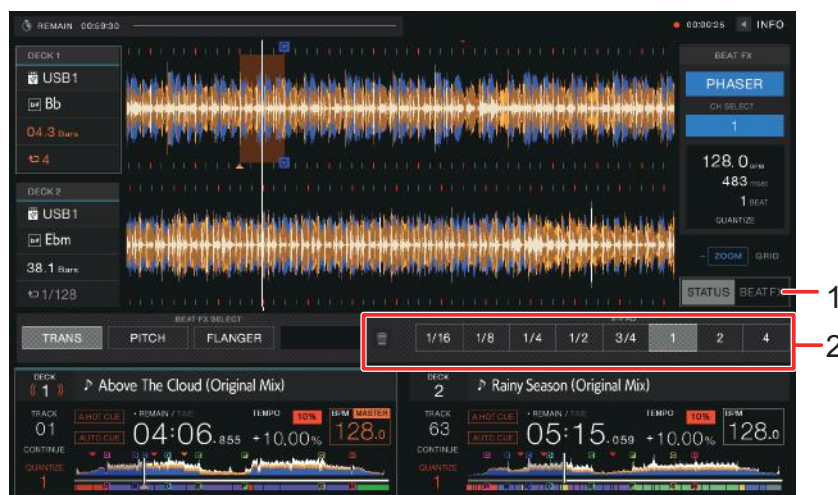 REMAIN 00:59:30
00:00:25 INFO
DECK 1
USB1
Bb
04.3 Bars
4
DECK 2
USB1
Ebm
38.1 Bars
1/128
BEAT FX
PHASER
CH SELECT
1
128.0 BPM
483 msec
1 BEAT
QUANTIZE
- ZOOM GRID
STATUS BEAT FX
1
BEAT FX SELECT
X-PAD
TRANS PITCH FLANGER
1/16 1/8 1/4 1/2 3/4 1 2 4
2
DECK
1
♪ Above The Cloud (Original Mix)
TRACK
01
CONTINUE
QUANTIZE
1
A.HOT CUE
AUTO CUE
• REMAIN / TIME
04:06.855
TEMPO 10%
+10.00%
BPM MASTER
128.0
DECK
2
♪ Rainy Season (Original Mix)
TRACK
63
CONTINUE
QUANTIZE
1
A.HOT CUE
AUTO CUE
• REMAIN / TIME
05:15.059
TEMPO 10%
+10.00%
BPM
128.0